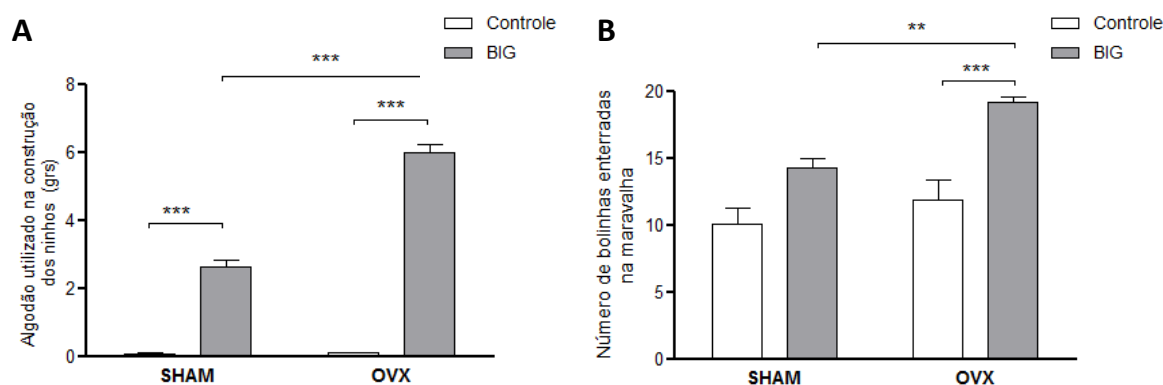 A
Controle
BIG
***
***
***
Algodão utilizado na construção
dos ninhos (grs)
8
6
4
2
0
SHAM
OVX
B
Controle
BIG
**
***
Número de bolinhas enterradas
na maravalha
20
15
10
5
0
SHAM
OVX